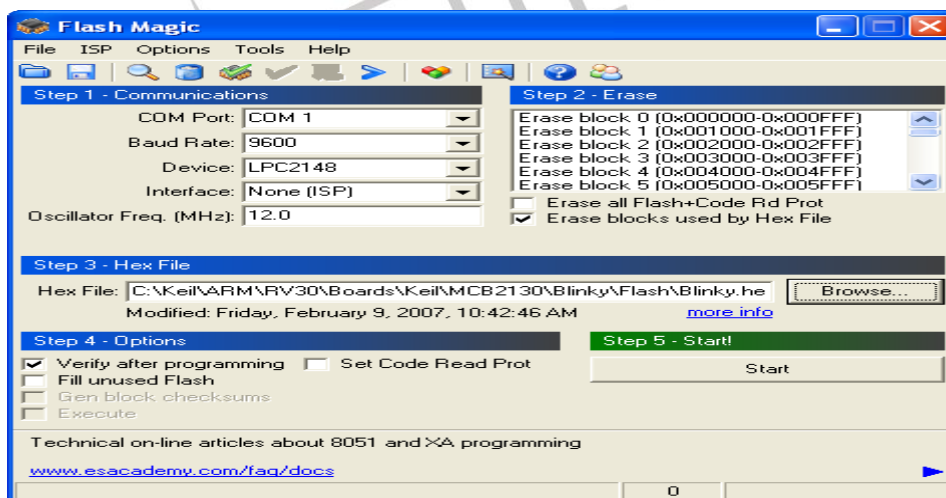 Flash Magic
File ISP Options Tools Help
Step 1 - Communications
COM Port: COM 1
Baud Rate: 9600
Device: LPC2148
Interface: None (ISP)
Oscillator Freq. (MHz): 12.0
Step 2 - Erase
Erase block 0 (0x000000-0x000FFF)
Erase block 1 (0x001000-0x001FFF)
Erase block 2 (0x002000-0x002FFF)
Erase block 3 (0x003000-0x003FFF)
Erase block 4 (0x004000-0x004FFF)
Erase block 5 (0x005000-0x005FFF)
Erase all Flash+Code Rd Prot
Erase blocks used by Hex File
Step 3 - Hex File
Hex File: C:\Keil\ARM\RV30\Boards\Keil\MCB2130\Blinky\Flash\Blinky.he Browse...
Modified: Friday, February 9, 2007, 10:42:46 AM more info
Step 4 - Options
Verify after programming Set Code Read Prot
Fill unused Flash
Gen block checksums
Execute
Step 5 - Start!
Start
Technical on-line articles about 8051 and XA programming
www.esacademy.com/faq/docs
0